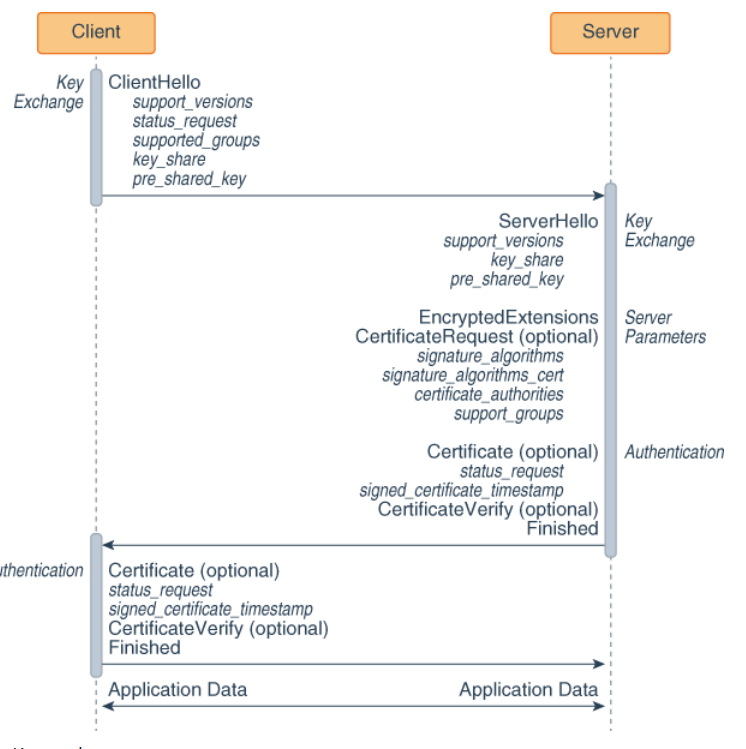 Client
Server
Key
Exchange
ClientHello
support_versions
status_request
supported_groups
key_share
pre_shared_key
ServerHello
support_versions
key_share
pre_shared_key
Key
Exchange
EncryptedExtensions
CertificateRequest (optional)
signature_algorithms
signature_algorithms_cert
certificate_authorities
support_groups
Server
Parameters
Certificate (optional)
status_request
signed_certificate_timestamp
CertificateVerify (optional)
Finished
Authentication
uthentication
Certificate (optional)
status_request
signed_certificate_timestamp
CertificateVerify (optional)
Finished
Application Data
Application Data